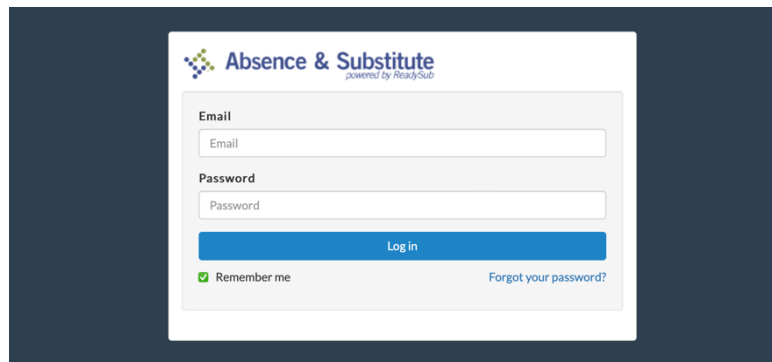 Absence & Substitute
powered by ReadySub
Email
Email
Password
Password
Log in
Remember me
Forgot your password?